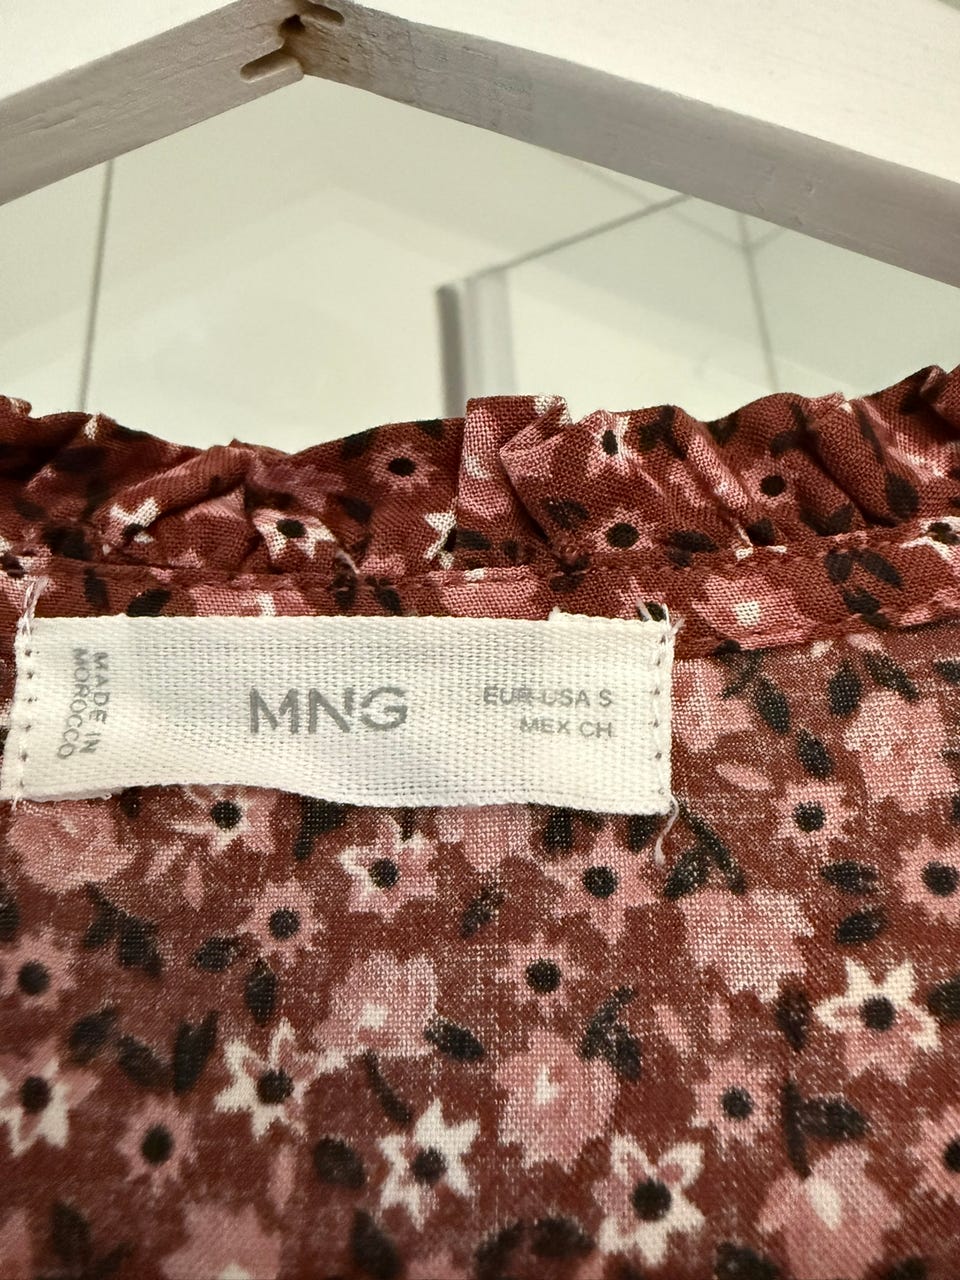 MADE IN
MOROCCO
MNG
EUR-USA S
MEX CH